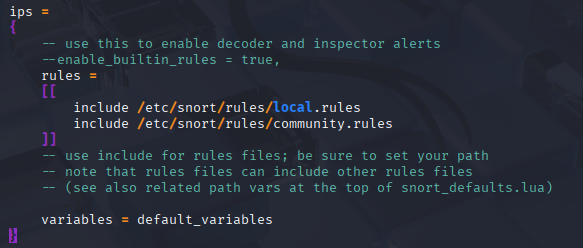 ips =
{
    -- use this to enable decoder and inspector alerts
    --enable_builtin_rules = true,
    rules =
    [[
        include /etc/snort/rules/local.rules
        include /etc/snort/rules/community.rules
    ]]
    -- use include for rules files; be sure to set your path
    -- note that rules files can include other rules files
    -- (see also related path vars at the top of snort_defaults.lua)

    variables = default_variables
}